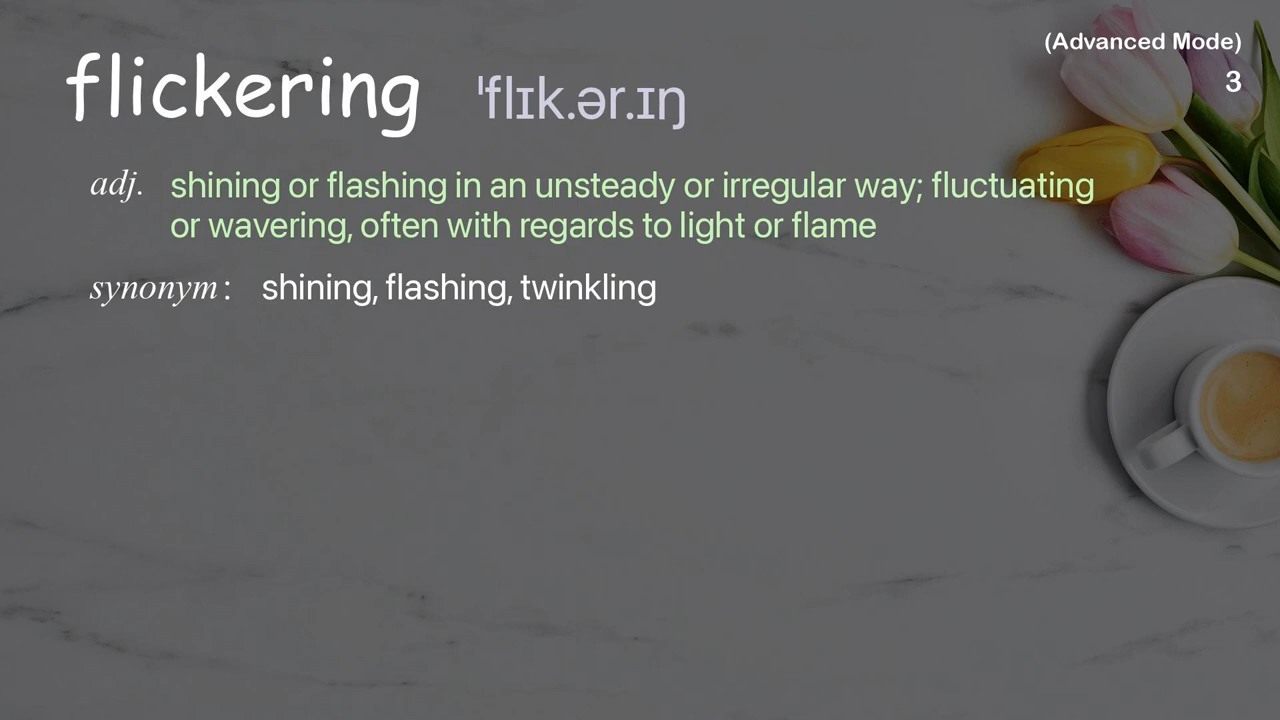 (Advanced Mode)
3
flickering ˈflɪk.ər.ɪŋ
adj. shining or flashing in an unsteady or irregular way; fluctuating
or wavering, often with regards to light or flame
synonym : shining, flashing, twinkling